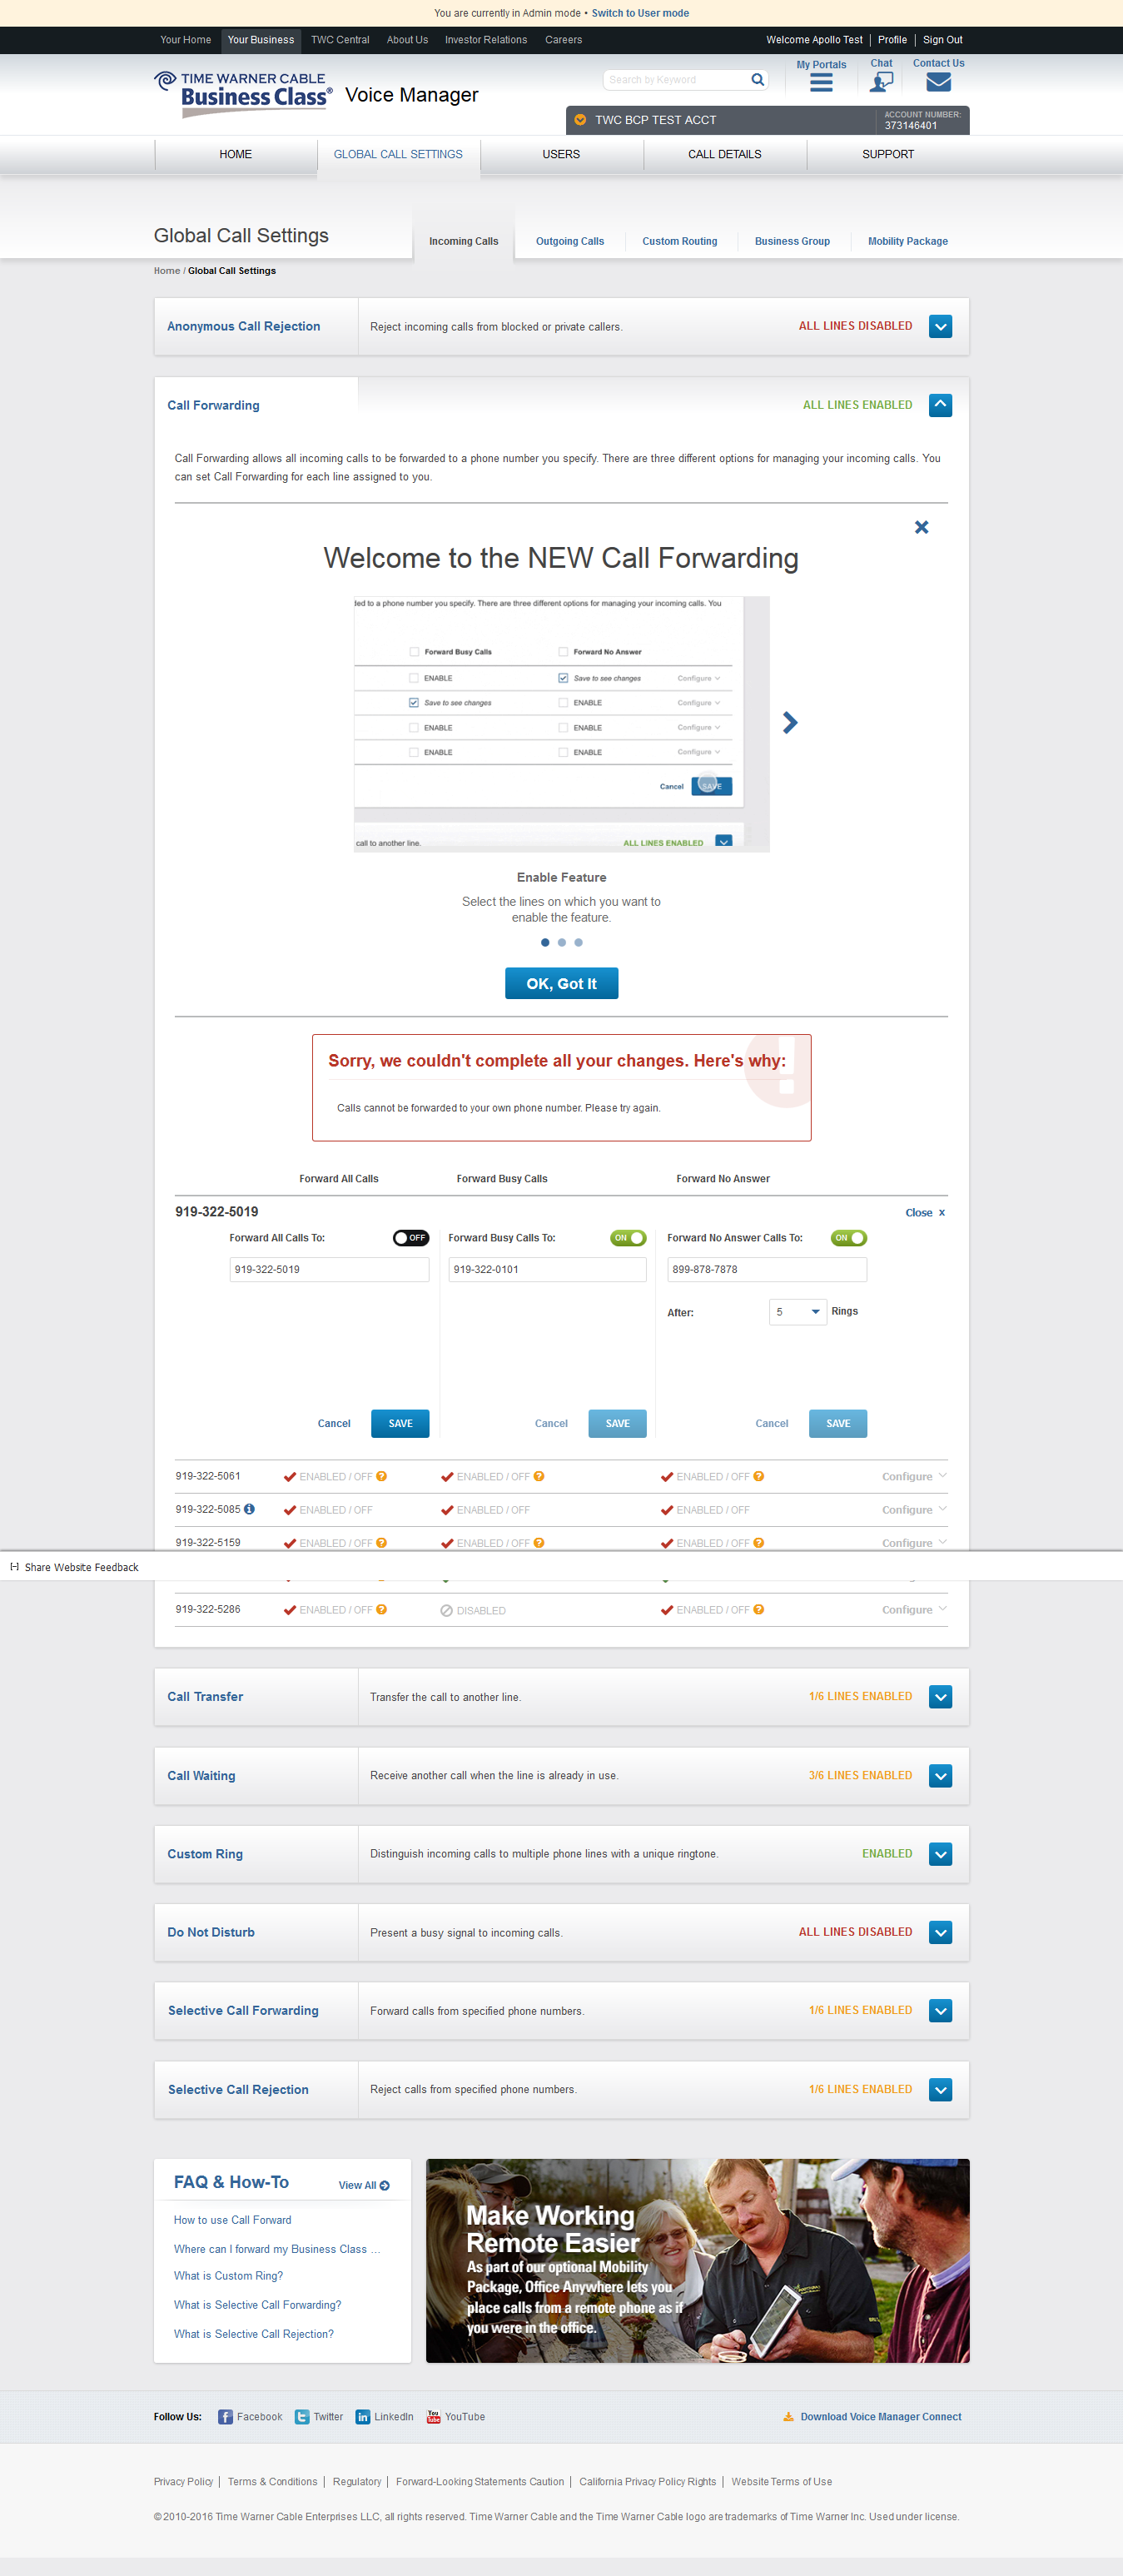 You are currently in Admin mode • Switch to User mode
Your Home Your Business TWC Central About Us Investor Relations Careers Welcome Apollo Test Profile Sign Out
TIME WARNER CABLE
Business Class®
Voice Manager
Search by Keyword
My Portals Chat Contact Us
TWC BCP TEST ACCT
ACCOUNT NUMBER:
373146401
HOME GLOBAL CALL SETTINGS USERS CALL DETAILS SUPPORT
Global Call Settings
Incoming Calls Outgoing Calls Custom Routing Business Group Mobility Package
Home / Global Call Settings
Anonymous Call Rejection Reject incoming calls from blocked or private callers. ALL LINES DISABLED
Call Forwarding ALL LINES ENABLED
Call Forwarding allows all incoming calls to be forwarded to a phone number you specify. There are three different options for managing your incoming calls. You
can set Call Forwarding for each line assigned to you.
Welcome to the NEW Call Forwarding
ded to a phone number you specify. There are three different options for managing your incoming calls. You
Forward Busy Calls Forward No Answer
ENABLE Save to see changes Configure
Save to see changes ENABLE Configure
ENABLE ENABLE Configure
ENABLE ENABLE Configure
Cancel SAVE
call to another line. ALL LINES ENABLED
Enable Feature
Select the lines on which you want to
enable the feature.
OK, Got It
Sorry, we couldn't complete all your changes. Here's why:
Calls cannot be forwarded to your own phone number. Please try again.
Forward All Calls Forward Busy Calls Forward No Answer
919-322-5019 Close x
Forward All Calls To: OFF Forward Busy Calls To: ON Forward No Answer Calls To: ON
919-322-5019 919-322-0101 899-878-7878
After: 5 Rings
Cancel SAVE Cancel SAVE Cancel SAVE
919-322-5061 ENABLED / OFF ? ENABLED / OFF ? ENABLED / OFF ? Configure
919-322-5085 ENABLED / OFF ENABLED / OFF ENABLED / OFF Configure
919-322-5159 ENABLED / OFF ? ENABLED / OFF ? ENABLED / OFF ? Configure
[-] Share Website Feedback
919-322-5286 ENABLED / OFF ? DISABLED ENABLED / OFF ? Configure
Call Transfer Transfer the call to another line. 1/6 LINES ENABLED
Call Waiting Receive another call when the line is already in use. 3/6 LINES ENABLED
Custom Ring Distinguish incoming calls to multiple phone lines with a unique ringtone. ENABLED
Do Not Disturb Present a busy signal to incoming calls. ALL LINES DISABLED
Selective Call Forwarding Forward calls from specified phone numbers. 1/6 LINES ENABLED
Selective Call Rejection Reject calls from specified phone numbers. 1/6 LINES ENABLED
FAQ & How-To View All
How to use Call Forward
Where can I forward my Business Class ...
What is Custom Ring?
What is Selective Call Forwarding?
What is Selective Call Rejection?
Make Working
Remote Easier
As part of our optional Mobility
Package, Office Anywhere lets you
place calls from a remote phone as if
you were in the office.
Follow Us: Facebook Twitter LinkedIn YouTube Download Voice Manager Connect
Privacy Policy Terms & Conditions Regulatory Forward-Looking Statements Caution California Privacy Policy Rights Website Terms of Use
© 2010-2016 Time Warner Cable Enterprises LLC, all rights reserved. Time Warner Cable and the Time Warner Cable logo are trademarks of Time Warner Inc. Used under license.